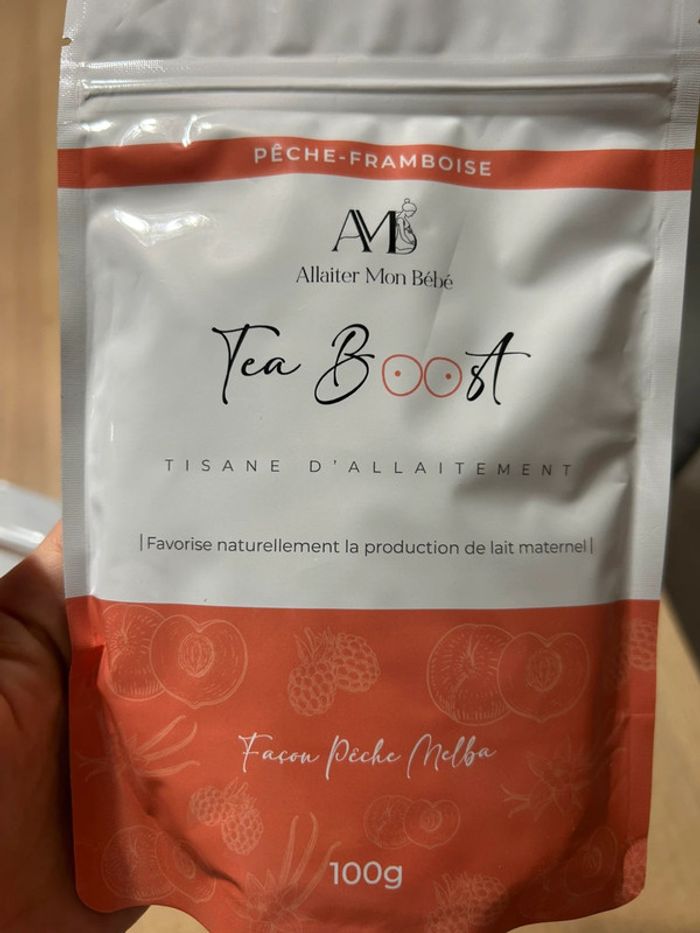 PÊCHE-FRAMBOISE
AMB
Allaiter Mon Bébé
Tea Boost
TISANE D'ALLAITEMENT
|Favorise naturellement la production de lait maternel|
Façon Pêche Melba
100g